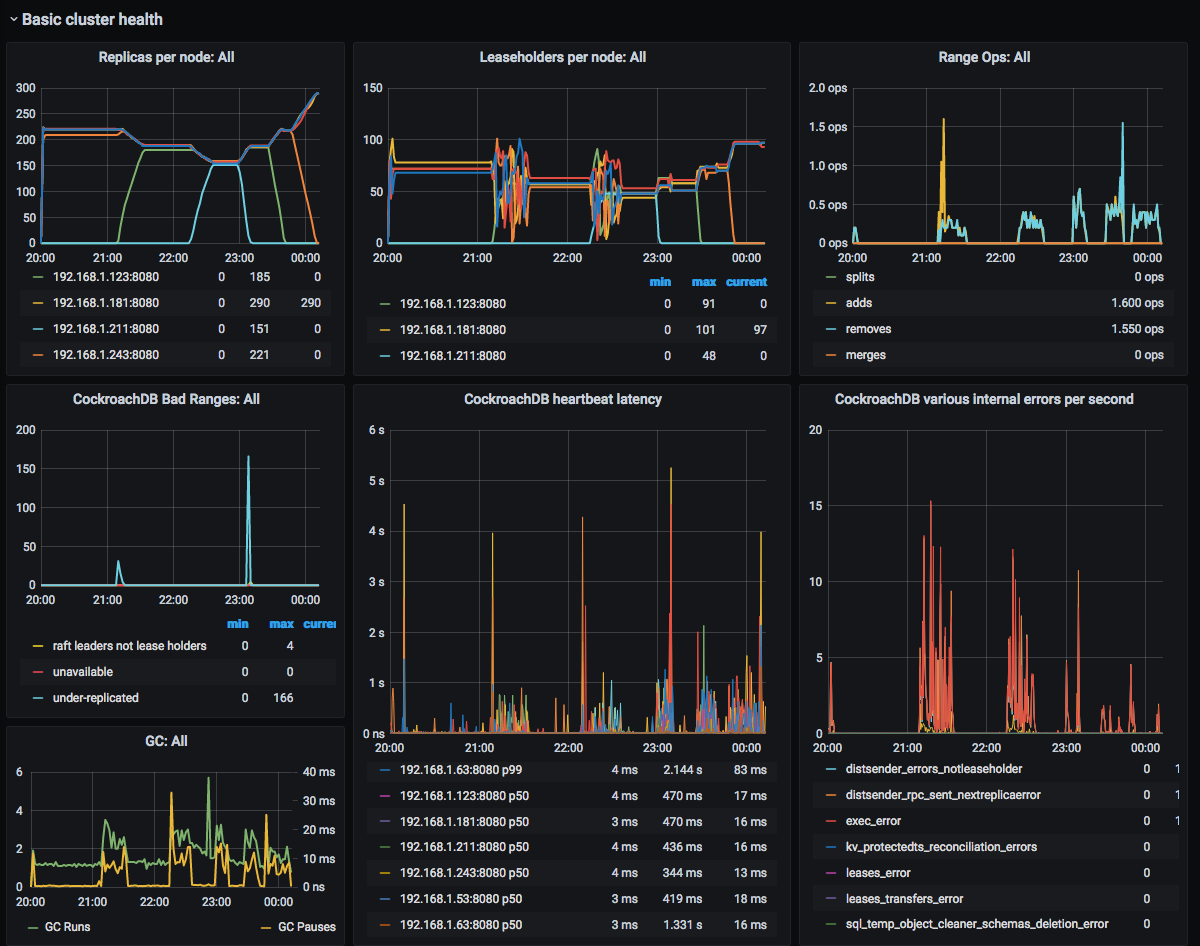 Basic cluster health
Replicas per node: All
300
250
200
150
100
50
0
20:00 21:00 22:00 23:00 00:00
192.168.1.123:8080 0 185 0
192.168.1.181:8080 0 290 290
192.168.1.211:8080 0 151 0
192.168.1.243:8080 0 221 0
Leaseholders per node: All
150
100
50
0
20:00 21:00 22:00 23:00 00:00
min max current
192.168.1.123:8080 0 91 0
192.168.1.181:8080 0 101 97
192.168.1.211:8080 0 48 0
Range Ops: All
2.0 ops
1.5 ops
1.0 ops
0.5 ops
0 ops
20:00 21:00 22:00 23:00 00:00
splits 0 ops
adds 1.600 ops
removes 1.550 ops
merges 0 ops
CockroachDB Bad Ranges: All
200
150
100
50
0
20:00 21:00 22:00 23:00 00:00
min max curre
raft leaders not lease holders 0 4
unavailable 0 0
under-replicated 0 166
CockroachDB heartbeat latency
6 s
5 s
4 s
3 s
2 s
1 s
0 ns
20:00 21:00 22:00 23:00 00:00
192.168.1.63:8080 p99 4 ms 2.144 s 83 ms
192.168.1.123:8080 p50 4 ms 470 ms 17 ms
192.168.1.181:8080 p50 3 ms 470 ms 16 ms
192.168.1.211:8080 p50 4 ms 436 ms 16 ms
192.168.1.243:8080 p50 4 ms 344 ms 13 ms
192.168.1.53:8080 p50 3 ms 419 ms 18 ms
192.168.1.63:8080 p50 3 ms 1.331 s 16 ms
CockroachDB various internal errors per second
20
15
10
5
0
20:00 21:00 22:00 23:00 00:00
distsender_errors_notleaseholder 0 1
distsender_rpc_sent_nextreplicaerror 0 1
exec_error 0 1
kv_protectedts_reconciliation_errors 0
leases_error 0
leases_transfers_error 0
sql_temp_object_cleaner_schemas_deletion_error 0
GC: All
6 40 ms
30 ms
4
20 ms
2
10 ms
0 0 ns
20:00 21:00 22:00 23:00 00:00
GC Runs GC Pauses